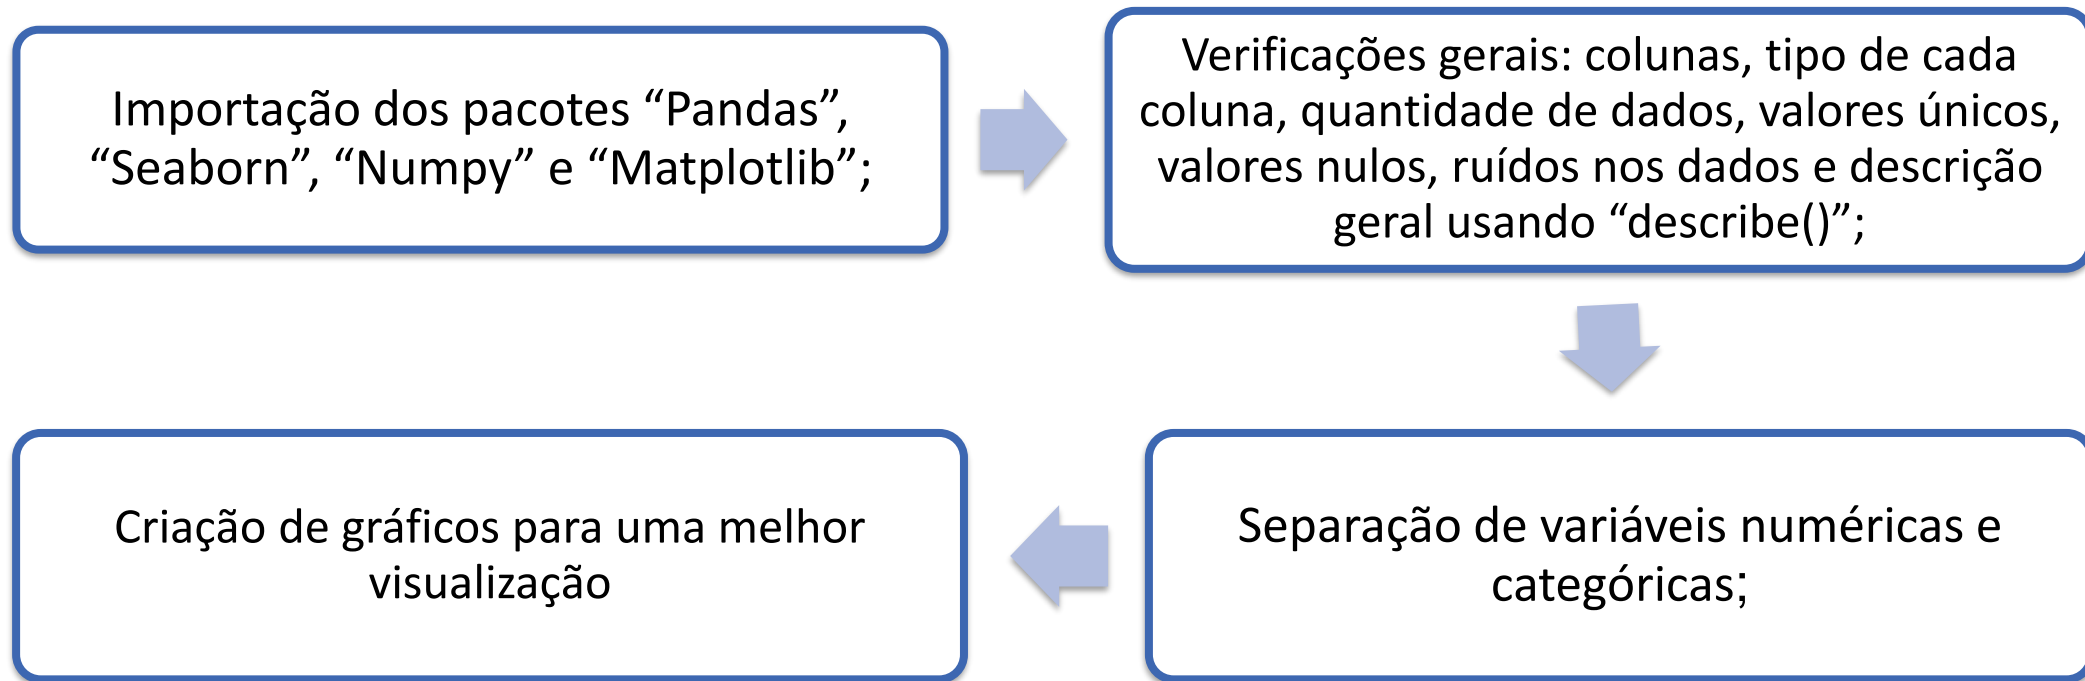 Importação dos pacotes “Pandas”,
“Seaborn”, “Numpy” e “Matplotlib”;
Verificações gerais: colunas, tipo de cada
coluna, quantidade de dados, valores únicos,
valores nulos, ruídos nos dados e descrição
geral usando “describe()”;
Separação de variáveis numéricas e
categóricas;
Criação de gráficos para uma melhor
visualização